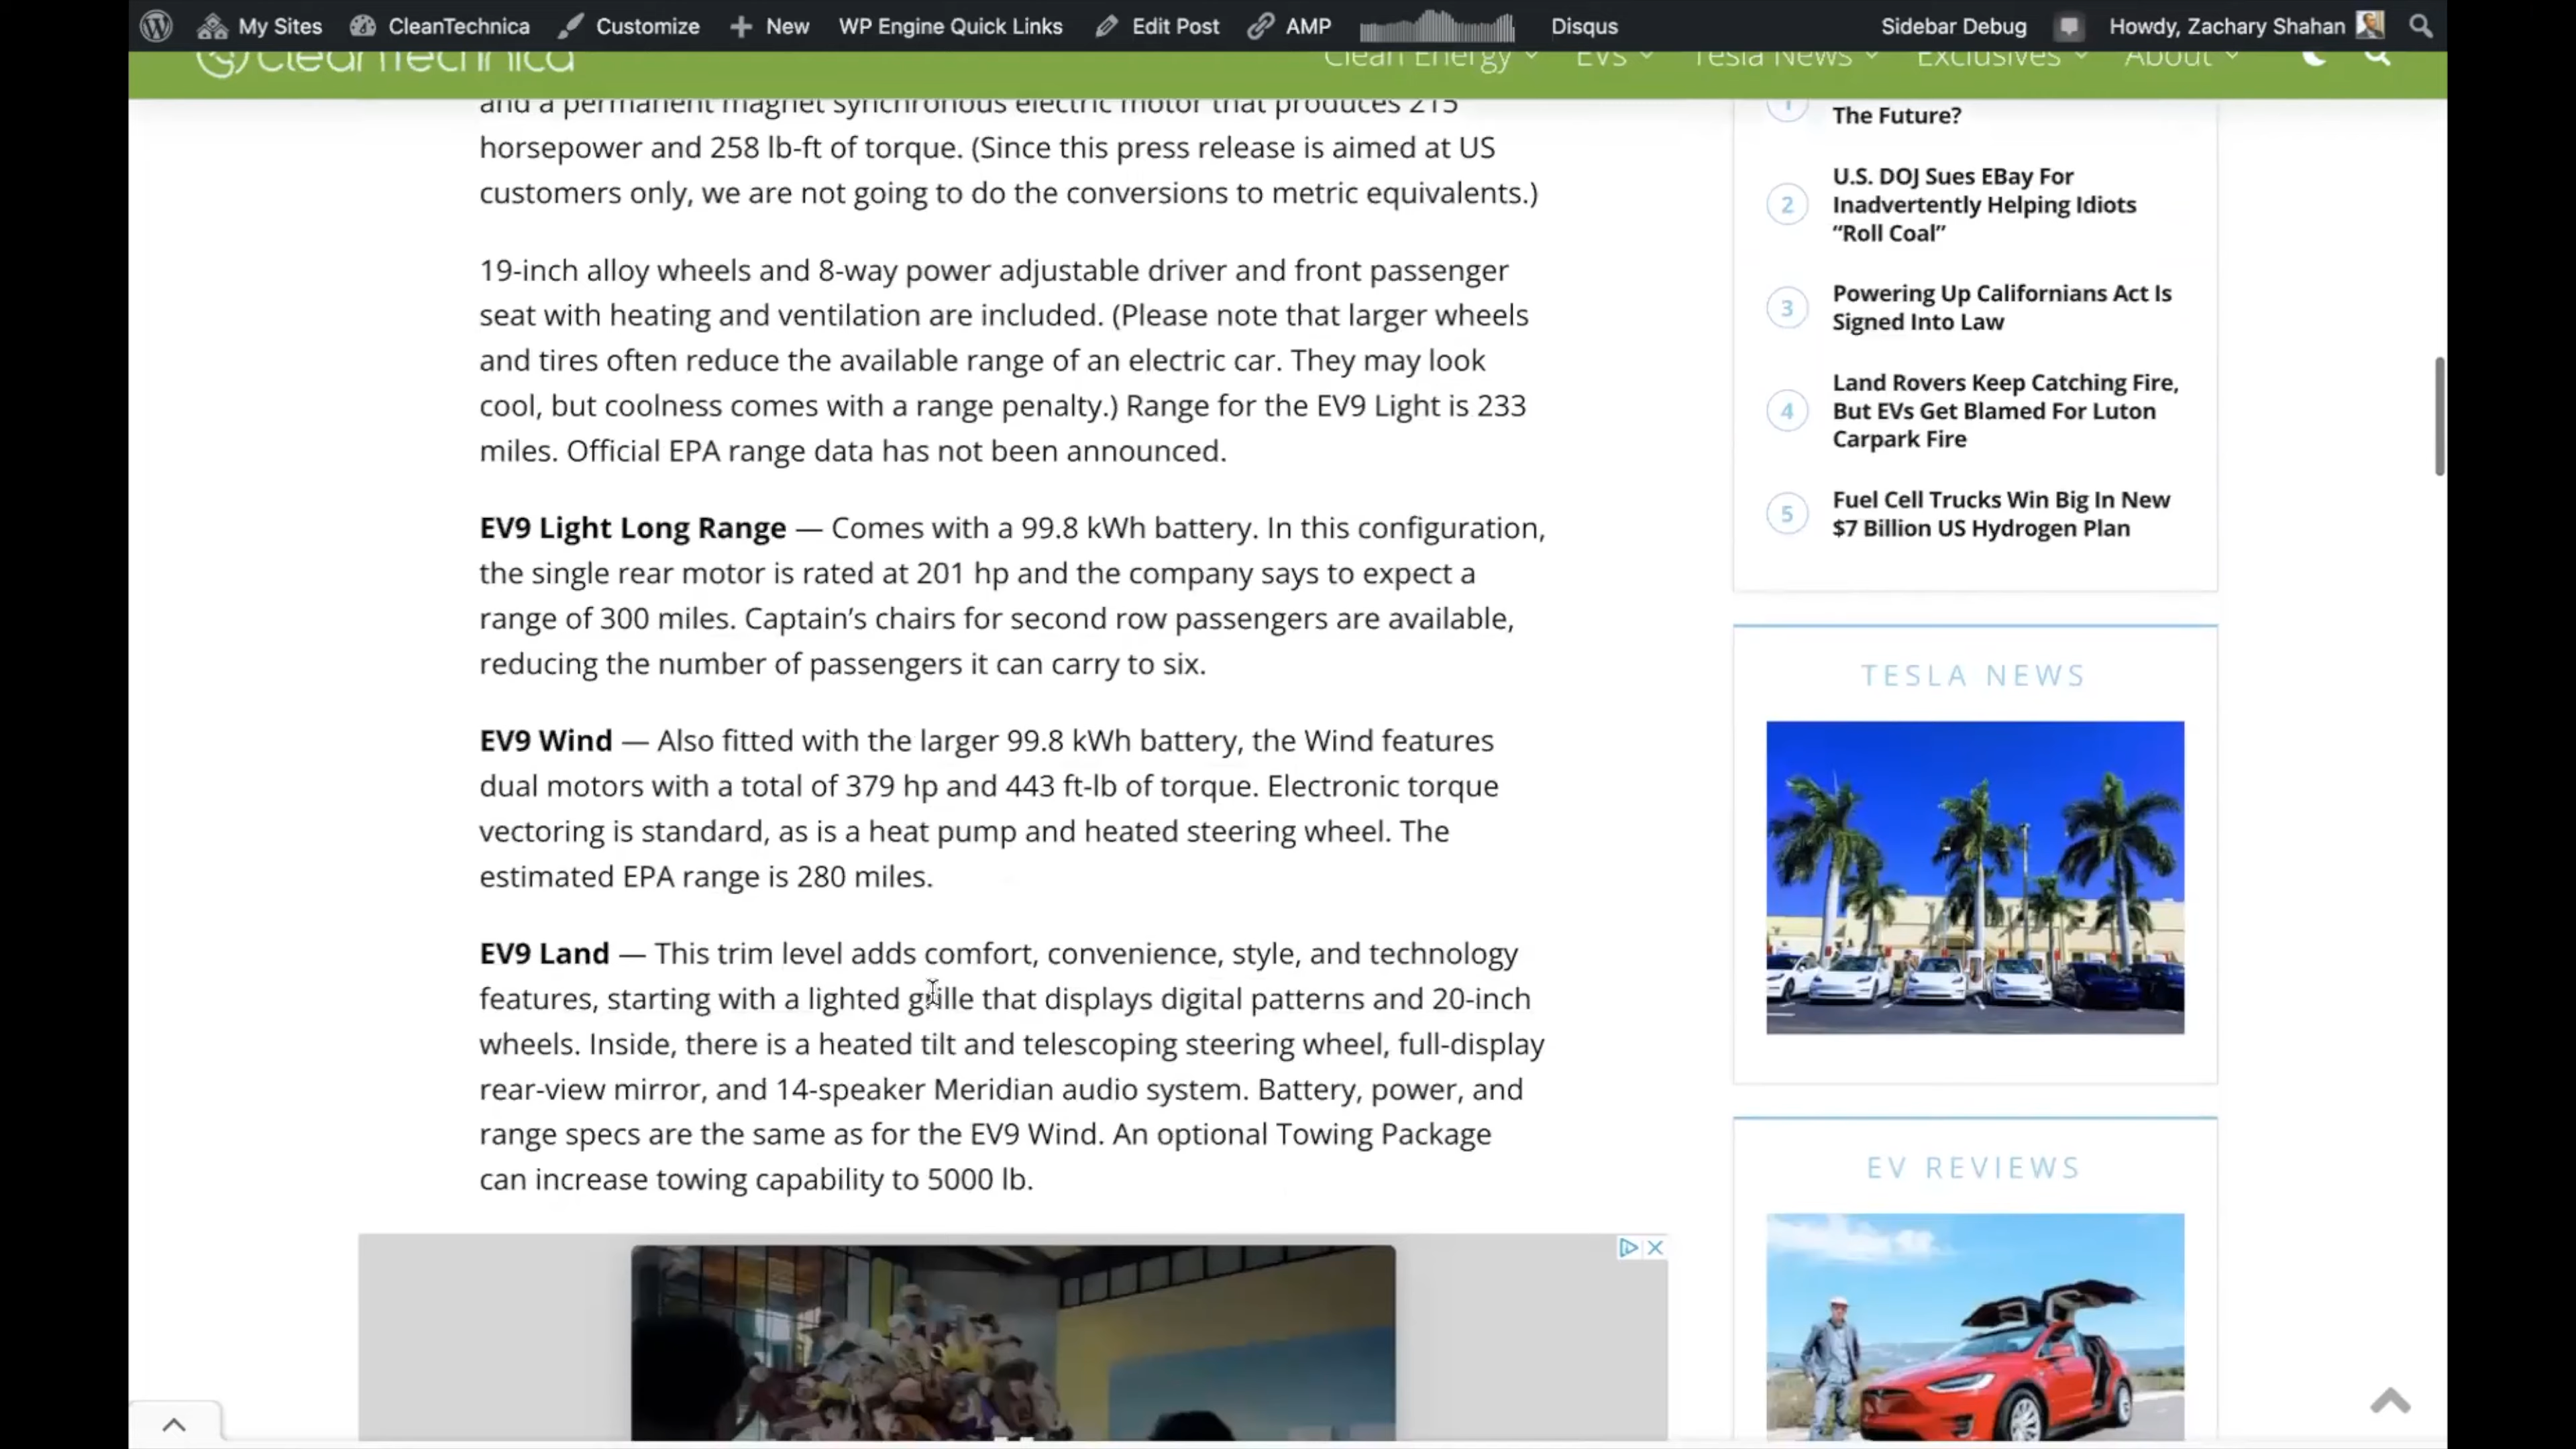 My Sites CleanTechnica Customize New WP Engine Quick Links Edit Post AMP Disqus Sidebar Debug Howdy, Zachary Shahan
CleanTechnica Clean Energy EVs Tesla News Exclusives About
and a permanent magnet synchronous electric motor that produces 215
horsepower and 258 lb-ft of torque. (Since this press release is aimed at US
customers only, we are not going to do the conversions to metric equivalents.)
19-inch alloy wheels and 8-way power adjustable driver and front passenger
seat with heating and ventilation are included. (Please note that larger wheels
and tires often reduce the available range of an electric car. They may look
cool, but coolness comes with a range penalty.) Range for the EV9 Light is 233
miles. Official EPA range data has not been announced.
EV9 Light Long Range — Comes with a 99.8 kWh battery. In this configuration,
the single rear motor is rated at 201 hp and the company says to expect a
range of 300 miles. Captain’s chairs for second row passengers are available,
reducing the number of passengers it can carry to six.
EV9 Wind — Also fitted with the larger 99.8 kWh battery, the Wind features
dual motors with a total of 379 hp and 443 ft-lb of torque. Electronic torque
vectoring is standard, as is a heat pump and heated steering wheel. The
estimated EPA range is 280 miles.
EV9 Land — This trim level adds comfort, convenience, style, and technology
features, starting with a lighted grille that displays digital patterns and 20-inch
wheels. Inside, there is a heated tilt and telescoping steering wheel, full-display
rear-view mirror, and 14-speaker Meridian audio system. Battery, power, and
range specs are the same as for the EV9 Wind. An optional Towing Package
can increase towing capability to 5000 lb.
1
The Future?
2
U.S. DOJ Sues EBay For
Inadvertently Helping Idiots
“Roll Coal”
3
Powering Up Californians Act Is
Signed Into Law
4
Land Rovers Keep Catching Fire,
But EVs Get Blamed For Luton
Carpark Fire
5
Fuel Cell Trucks Win Big In New
$7 Billion US Hydrogen Plan
TESLA NEWS
EV REVIEWS